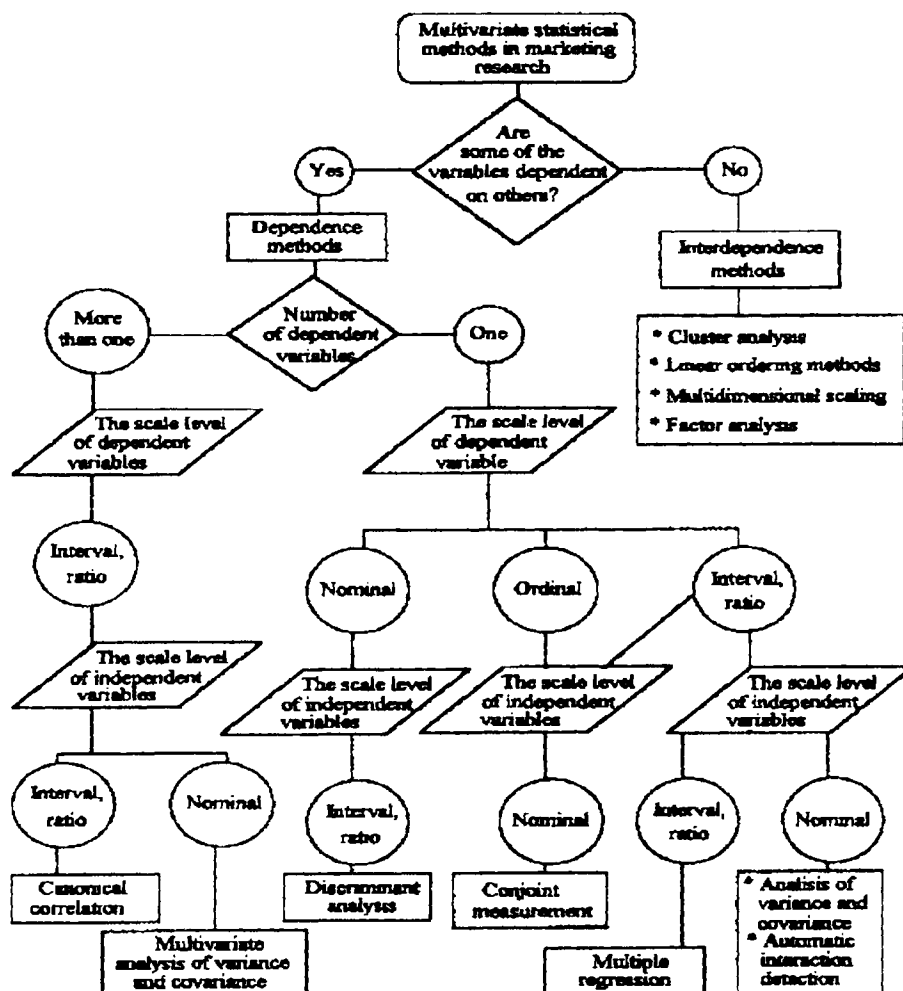 Multivariate statistical
methods in marketing
research
Are
some of the
variables dependent
on others?
Yes
No
Dependence
methods
Interdependence
methods
More
than one
Number
of dependent
variables
One
* Cluster analysis
* Linear ordering methods
* Multidimensional scaling
* Factor analysis
The scale level
of dependent
variables
The scale level
of dependent
variable
Interval,
ratio
Nominal
Ordinal
Interval,
ratio
The scale level
of independent
variables
The scale level
of independent
variables
The scale level
of independent
variables
The scale level
of independent
variables
Interval,
ratio
Nominal
Interval,
ratio
Nominal
Interval,
ratio
Nominal
Canonical
correlation
Multivariate
analysis of variance
and covariance
Discriminant
analysis
Conjoint
measurement
Multiple
regression
* Analisis of
variance and
covariance
* Automatic
interaction
detection